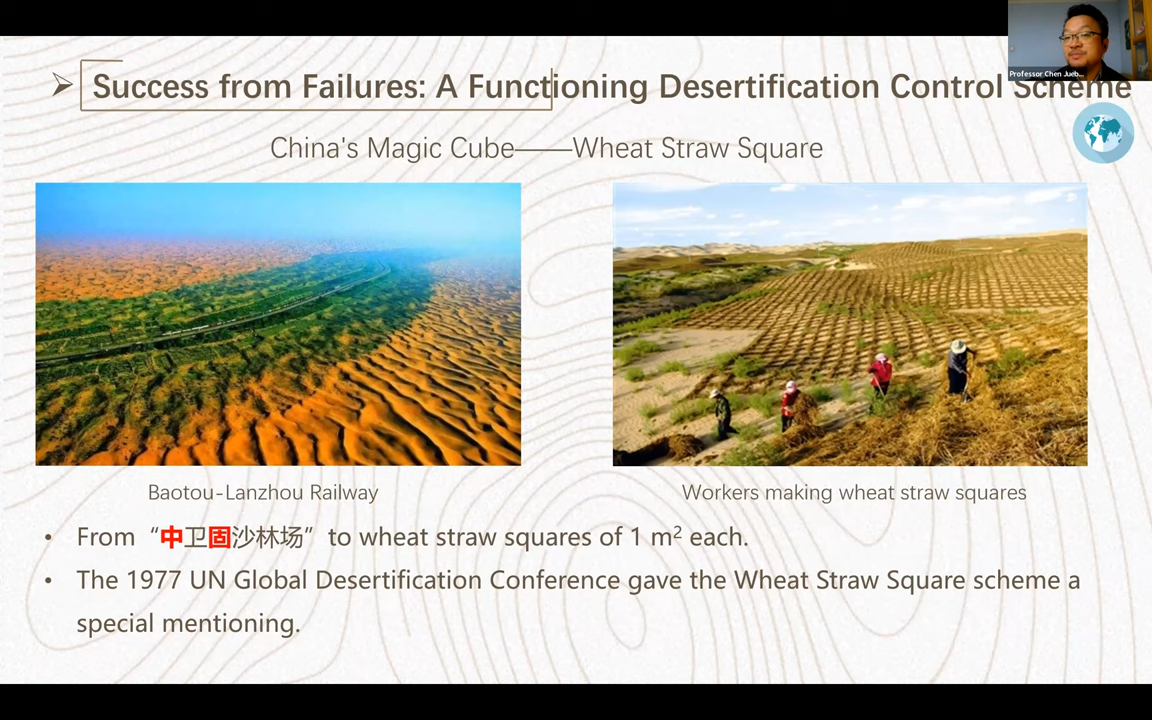 Professor Chen Jueb...
➢ Success from Failures: A Functioning Desertification Control Scheme
China's Magic Cube——Wheat Straw Square
Baotou-Lanzhou Railway
Workers making wheat straw squares
• From “中卫固沙林场” to wheat straw squares of 1 m² each.
• The 1977 UN Global Desertification Conference gave the Wheat Straw Square scheme a
special mentioning.